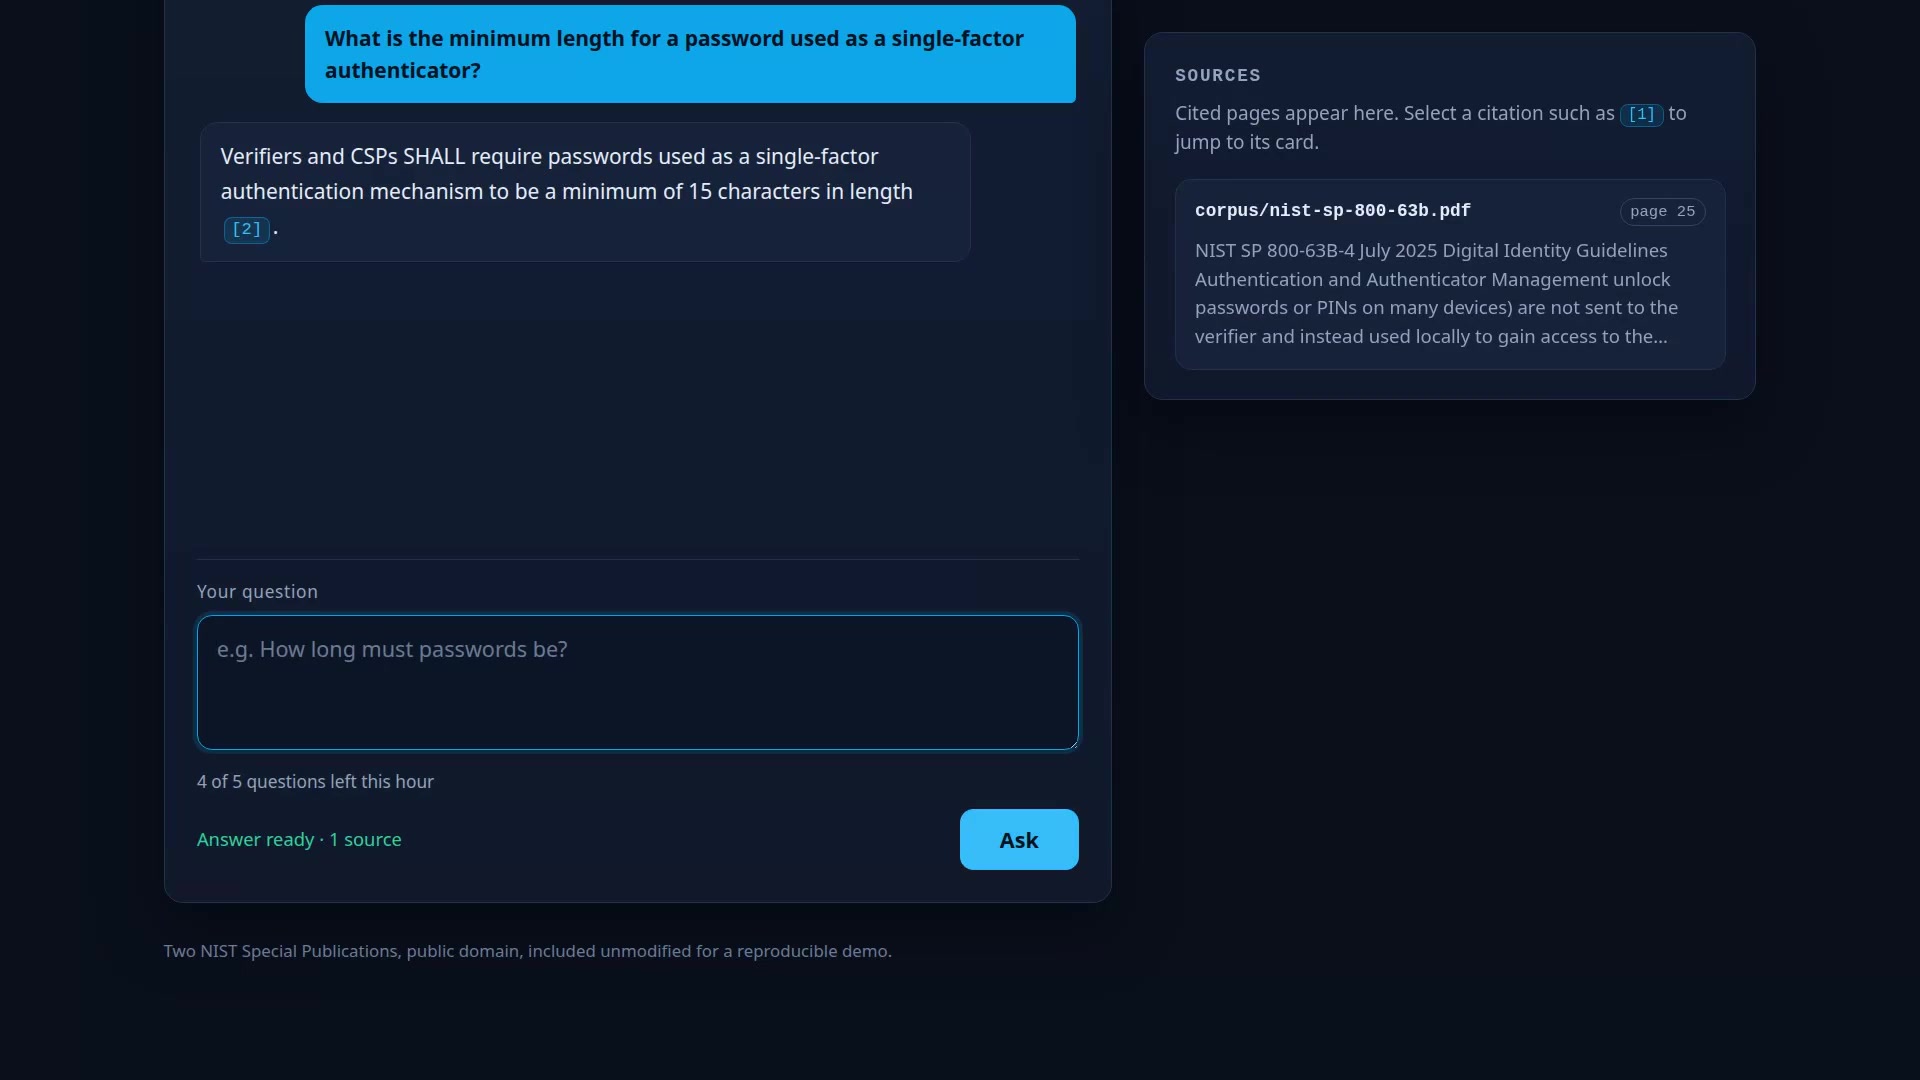 What is the minimum length for a password used as a single-factor
authenticator?
Verifiers and CSPs SHALL require passwords used as a single-factor
authentication mechanism to be a minimum of 15 characters in length
[2].
Your question
e.g. How long must passwords be?
4 of 5 questions left this hour
Answer ready · 1 source
Ask
SOURCES
Cited pages appear here. Select a citation such as [1] to
jump to its card.
corpus/nist-sp-800-63b.pdf
page 25
NIST SP 800-63B-4 July 2025 Digital Identity Guidelines
Authentication and Authenticator Management unlock
passwords or PINs on many devices) are not sent to the
verifier and instead used locally to gain access to the…
Two NIST Special Publications, public domain, included unmodified for a reproducible demo.